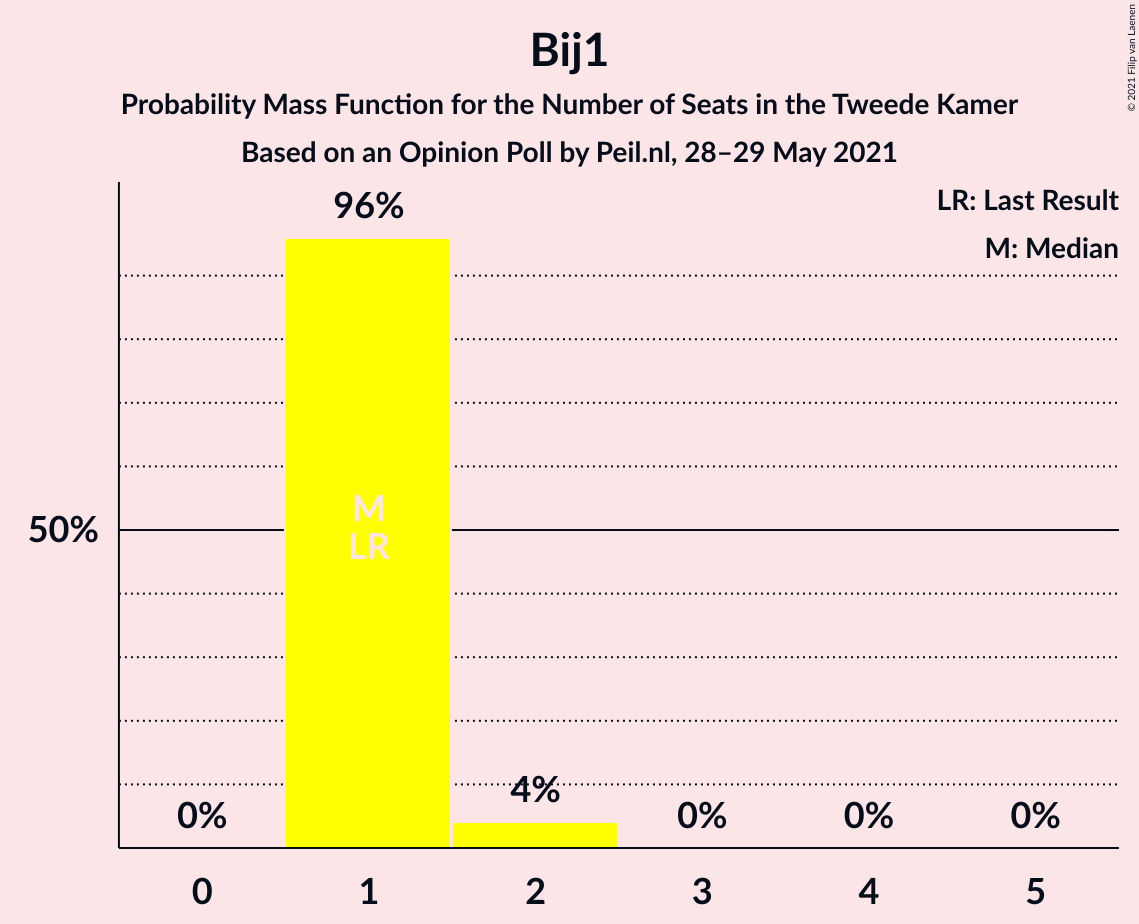 Bij1
Probability Mass Function for the Number of Seats in the Tweede Kamer
Based on an Opinion Poll by Peil.nl, 28–29 May 2021
© 2021 Filip van Laenen
LR: Last Result
M: Median
96%
50%
M
LR
4%
0%
0%
0%
0%
0 1 2 3 4 5